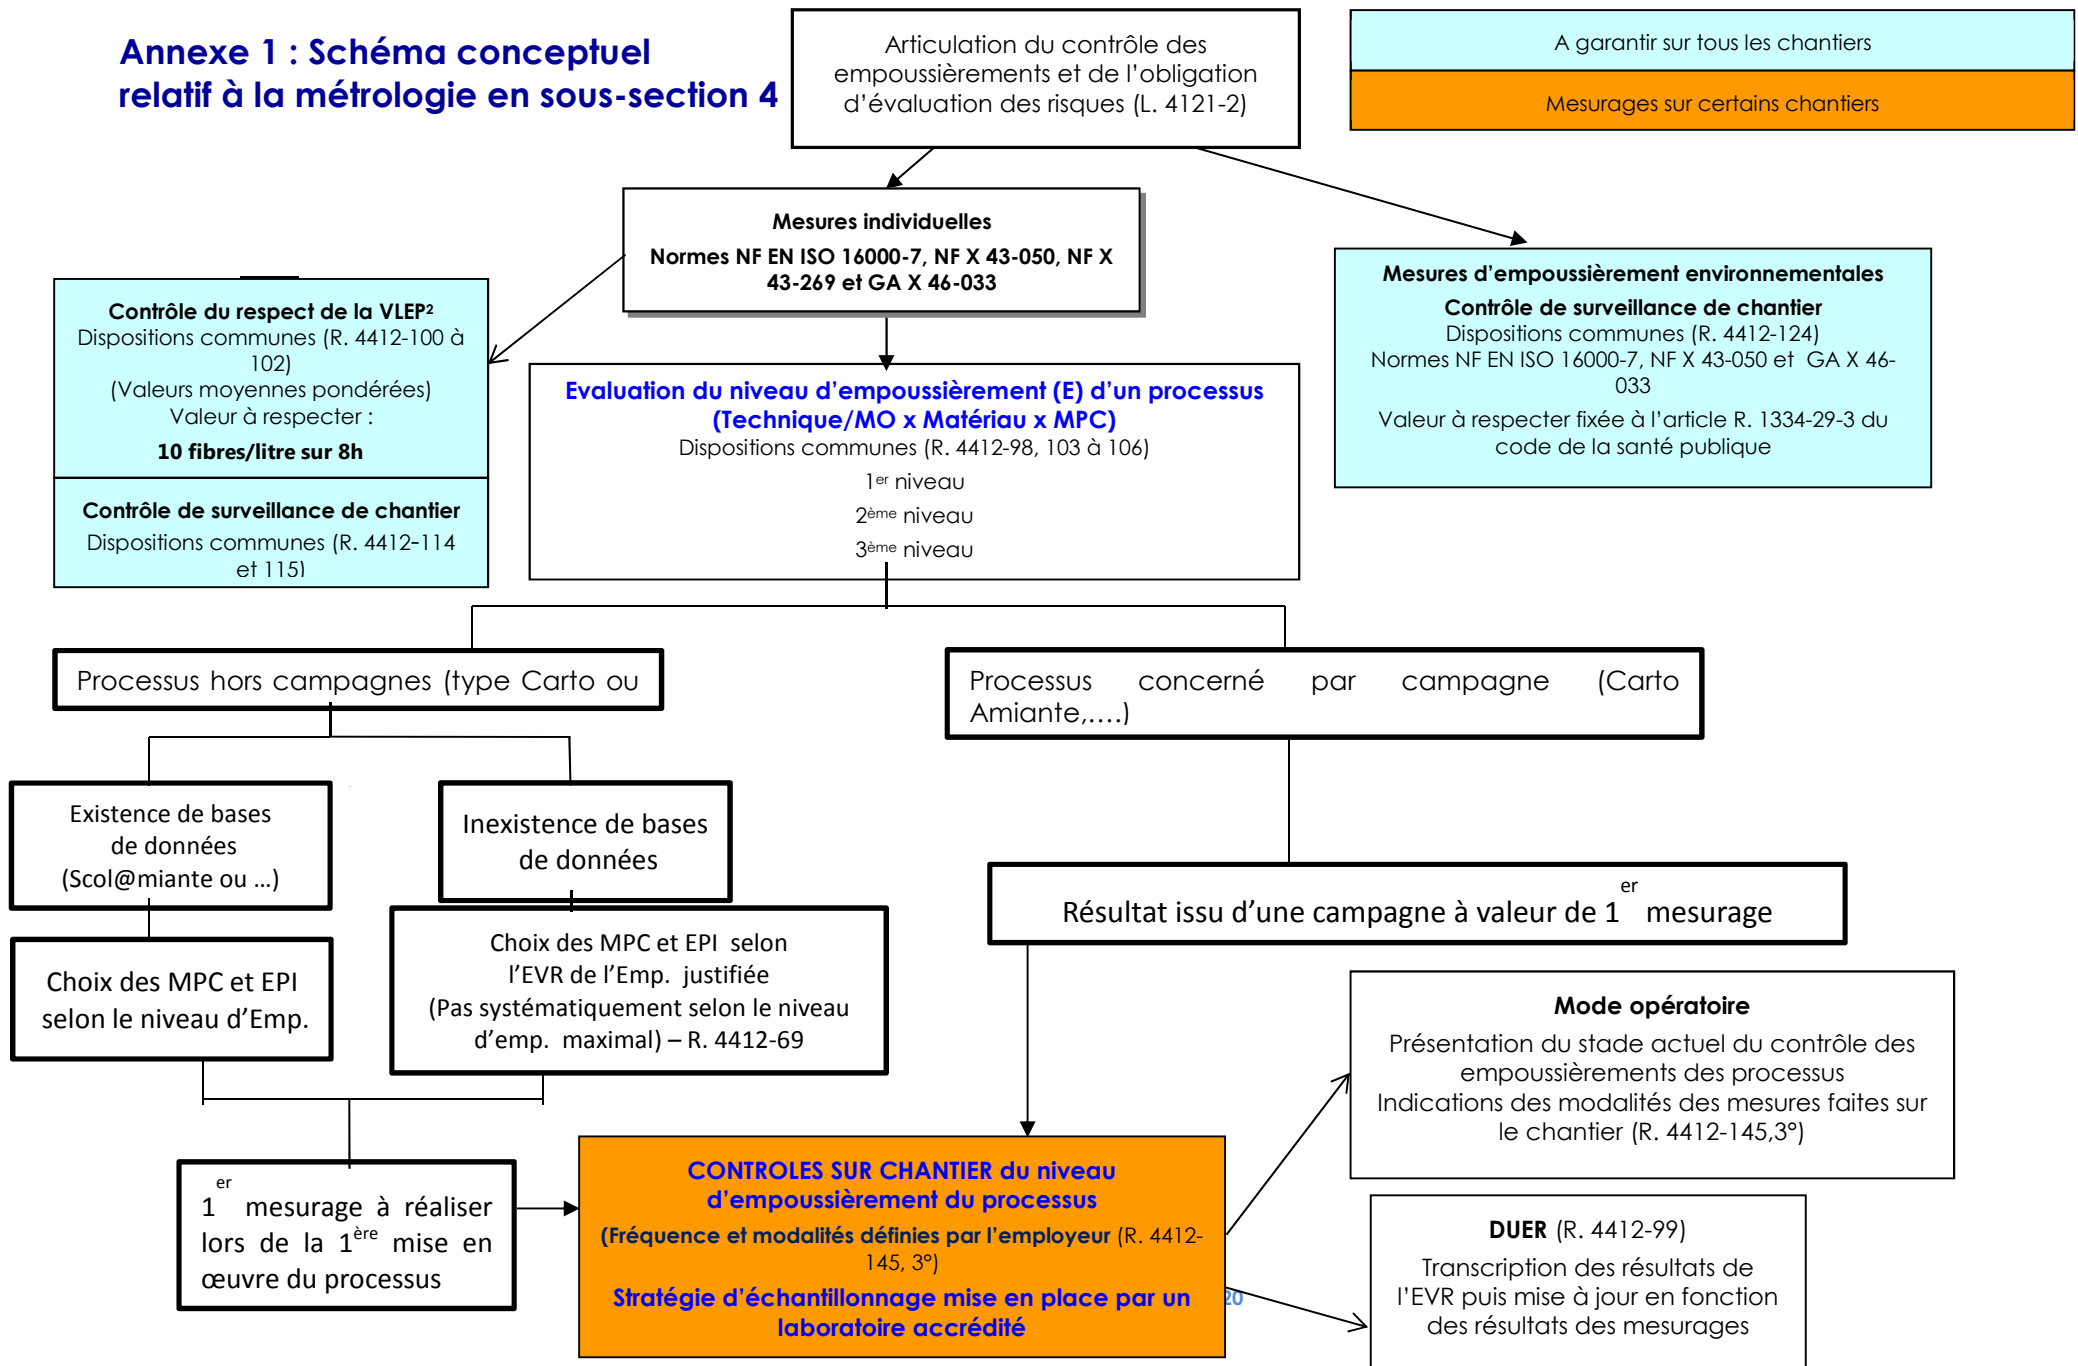 Annexe 1 : Schéma conceptuel
relatif à la métrologie en sous-section 4
Articulation du contrôle des
empoussièrements et de l'obligation
d'évaluation des risques (L. 4121-2)
A garantir sur tous les chantiers
Mesurages sur certains chantiers
Mesures individuelles
Normes NF EN ISO 16000-7, NF X 43-050, NF X
43-269 et GA X 46-033
Contrôle du respect de la VLEP²
Dispositions communes (R. 4412-100 à
102)
(Valeurs moyennes pondérées)
Valeur à respecter :
10 fibres/litre sur 8h
Contrôle de surveillance de chantier
Dispositions communes (R. 4412-114
et 115)
Evaluation du niveau d'empoussièrement (E) d'un processus
(Technique/MO x Matériau x MPC)
Dispositions communes (R. 4412-98, 103 à 106)
1er niveau
2ème niveau
3ème niveau
Mesures d'empoussièrement environnementales
Contrôle de surveillance de chantier
Dispositions communes (R. 4412-124)
Normes NF EN ISO 16000-7, NF X 43-050 et GA X 46-
033
Valeur à respecter fixée à l'article R. 1334-29-3 du
code de la santé publique
Processus hors campagnes (type Carto ou
Processus concerné par campagne (Carto
Amiante,….)
Existence de bases
de données
(Scol@miante ou …)
Inexistence de bases
de données
Choix des MPC et EPI
selon le niveau d'Emp.
Choix des MPC et EPI selon
l'EVR de l'Emp. justifiée
(Pas systématiquement selon le niveau
d'emp. maximal) – R. 4412-69
Résultat issu d'une campagne à valeur de 1er mesurage
1er mesurage à réaliser
lors de la 1ère mise en
œuvre du processus
CONTROLES SUR CHANTIER du niveau
d'empoussièrement du processus
(Fréquence et modalités définies par l'employeur (R. 4412-
145, 3°)
Stratégie d'échantillonnage mise en place par un
laboratoire accrédité
20
Mode opératoire
Présentation du stade actuel du contrôle des
empoussièrements des processus
Indications des modalités des mesures faites sur
le chantier (R. 4412-145,3°)
DUER (R. 4412-99)
Transcription des résultats de
l'EVR puis mise à jour en fonction
des résultats des mesurages